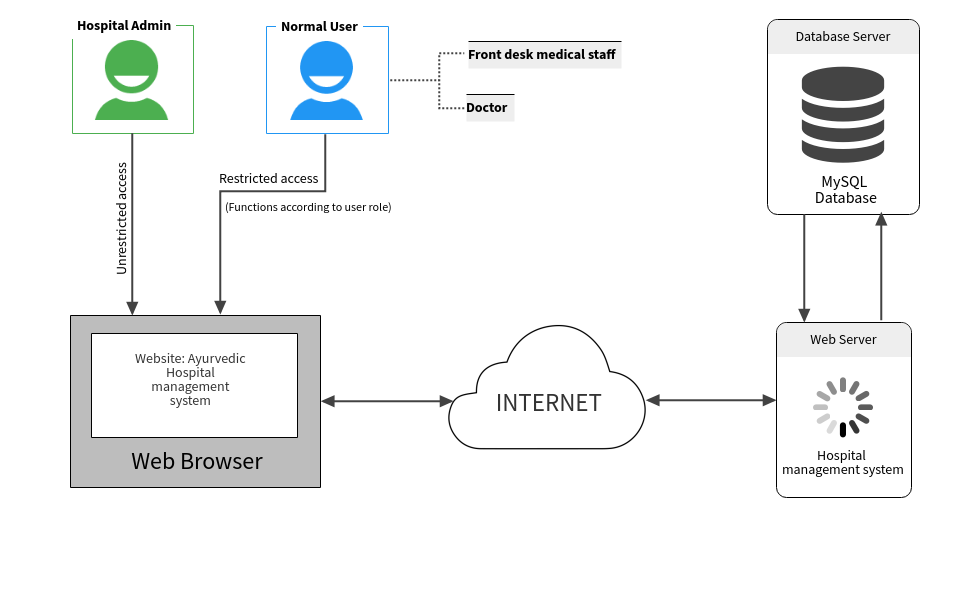 Hospital Admin
Normal User
Front desk medical staff
Doctor
Unrestricted access
Restricted access
(Functions according to user role)
Database Server
MySQL
Database
Website: Ayurvedic
Hospital
management
system
Web Browser
INTERNET
Web Server
Hospital
management system